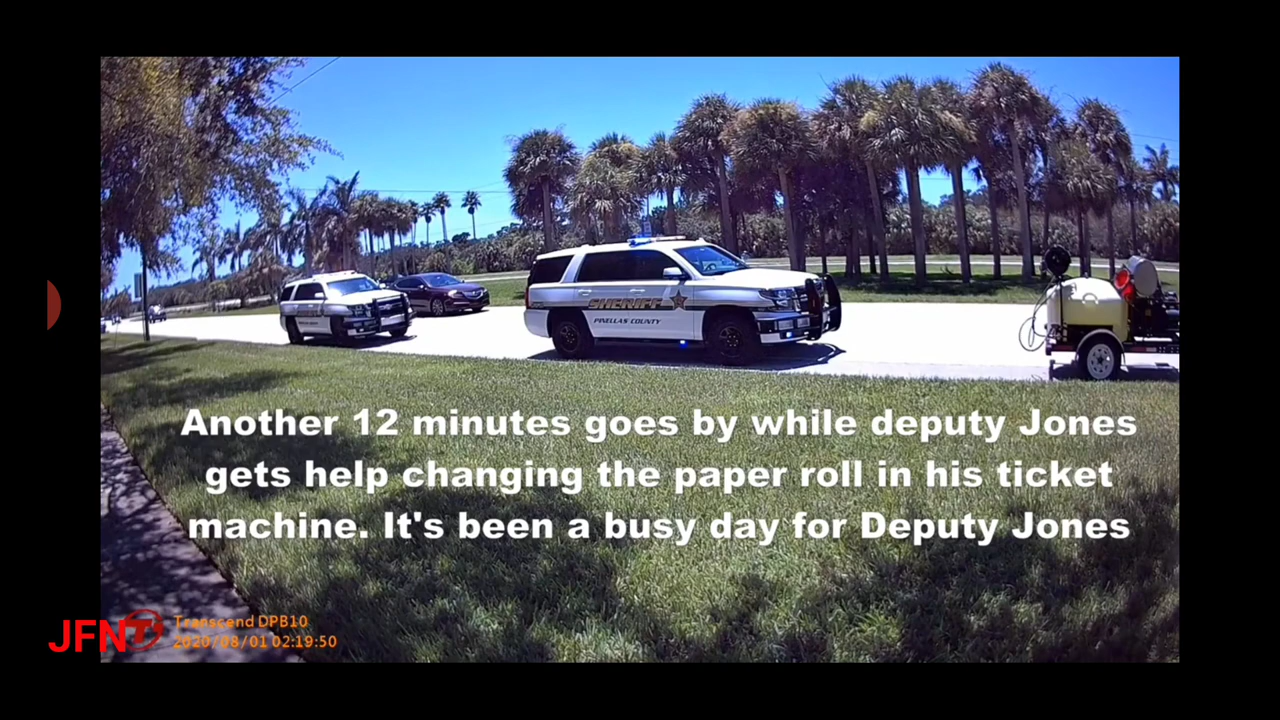 SHERIFF
PINELLAS COUNTY
Another 12 minutes goes by while deputy Jones
gets help changing the paper roll in his ticket
machine. It's been a busy day for Deputy Jones
JFN
Transcend DPB10
2020/08/01 02:19:50